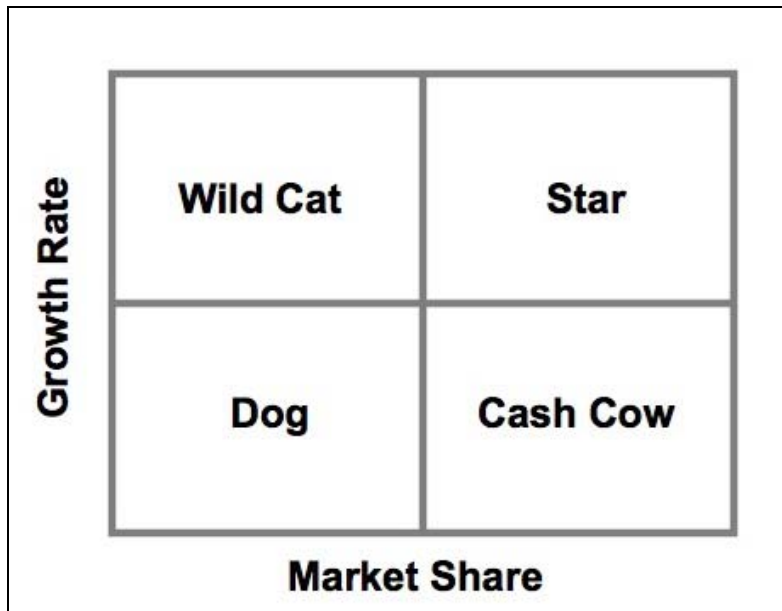 Growth Rate
Wild Cat
Star
Dog
Cash Cow
Market Share